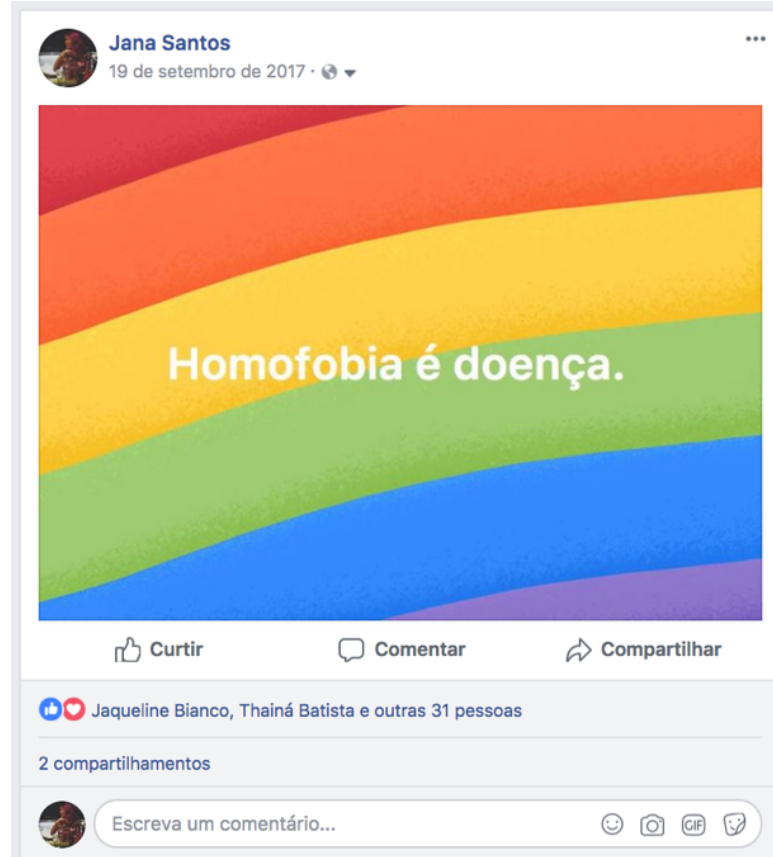 Jana Santos
19 de setembro de 2017 ·
Homofobia é doença.
Curtir
Comentar
Compartilhar
Jaqueline Bianco, Thainá Batista e outras 31 pessoas
2 compartilhamentos
Escreva um comentário...
GIF